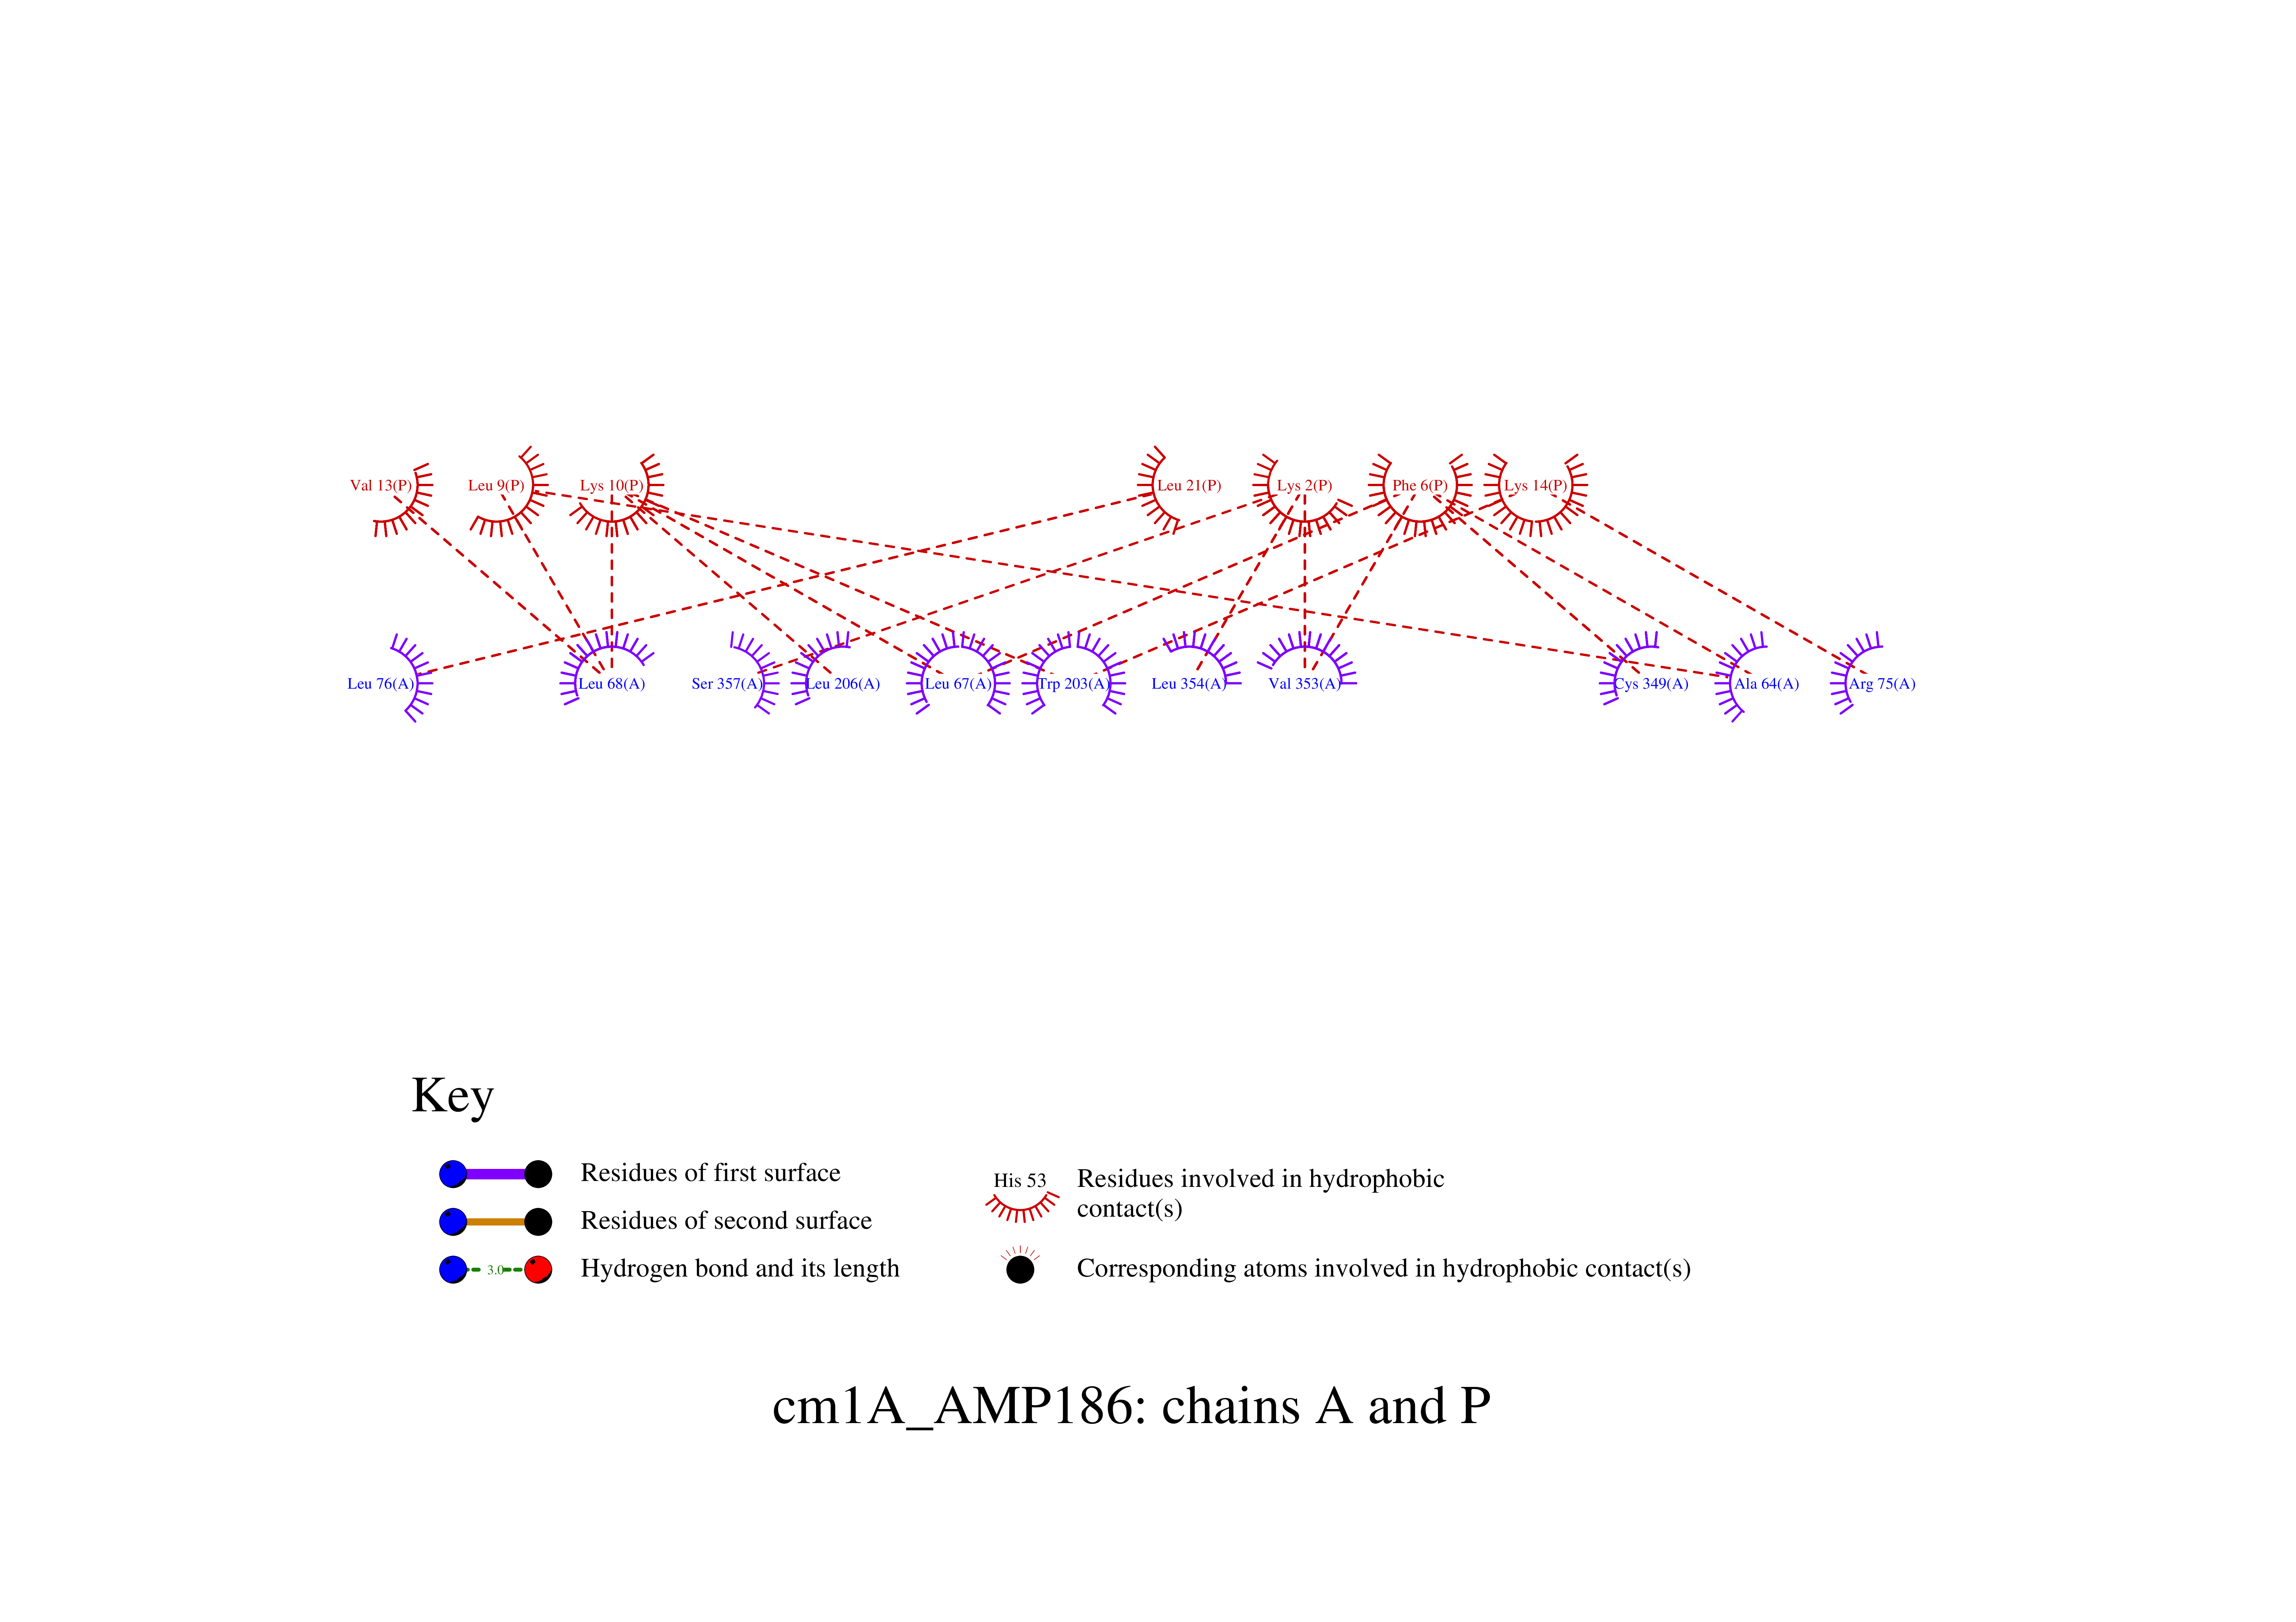 Val 13(P) Leu 9(P) Lys 10(P) Leu 21(P) Lys 2(P) Phe 6(P) Lys 14(P)
Leu 76(A) Leu 68(A) Ser 357(A) Leu 206(A) Leu 67(A) Trp 203(A) Leu 354(A) Val 353(A) Cys 349(A) Ala 64(A) Arg 75(A)
Key
Residues of first surface
Residues of second surface
3.0 Hydrogen bond and its length
His 53 Residues involved in hydrophobic
contact(s)
Corresponding atoms involved in hydrophobic contact(s)
cm1A_AMP186: chains A and P